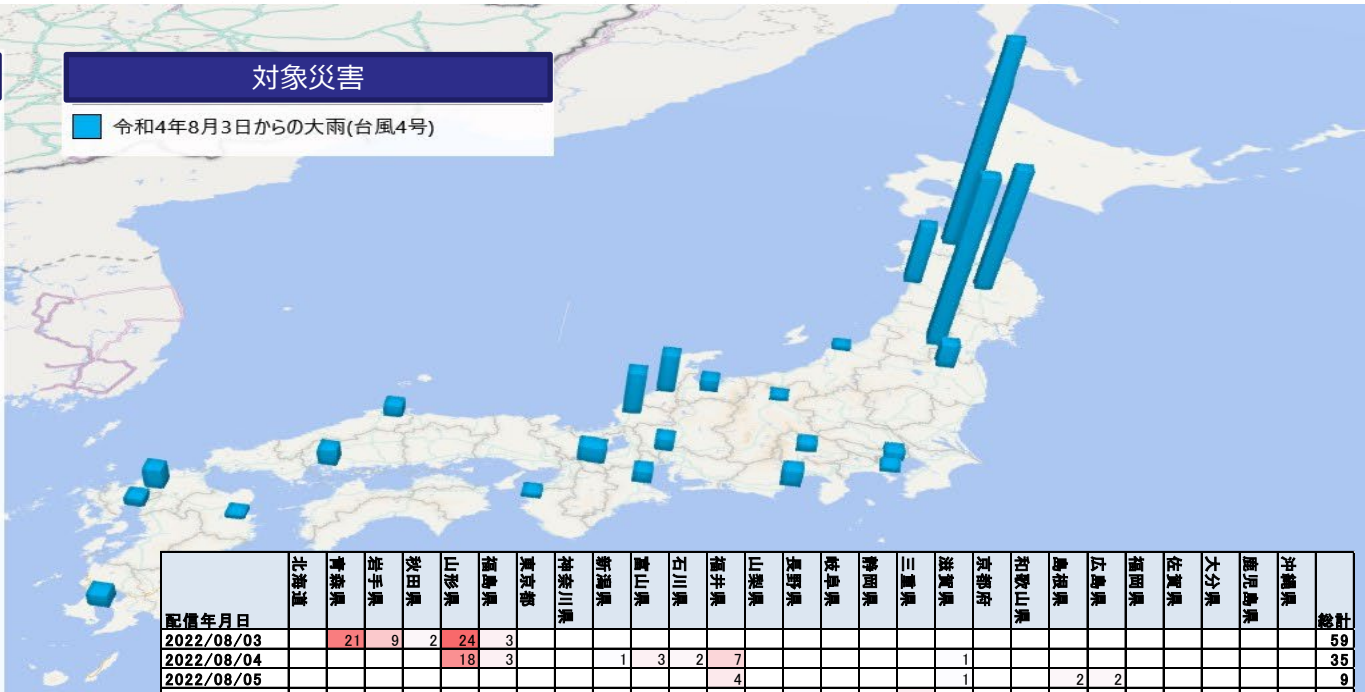 対象災害
令和4年8月3日からの大雨(台風4号)
配信年月日 北海道 青森県 岩手県 秋田県 山形県 福島県 東京都 神奈川県 新潟県 富山県 石川県 福井県 山梨県 長野県 岐阜県 静岡県 三重県 滋賀県 京都府 和歌山県 島根県 広島県 福岡県 佐賀県 大分県 鹿児島県 沖縄県 総計
2022/08/03 21 9 2 24 3 59
2022/08/04 18 3 1 3 2 7 1 35
2022/08/05 4 1 2 2 9